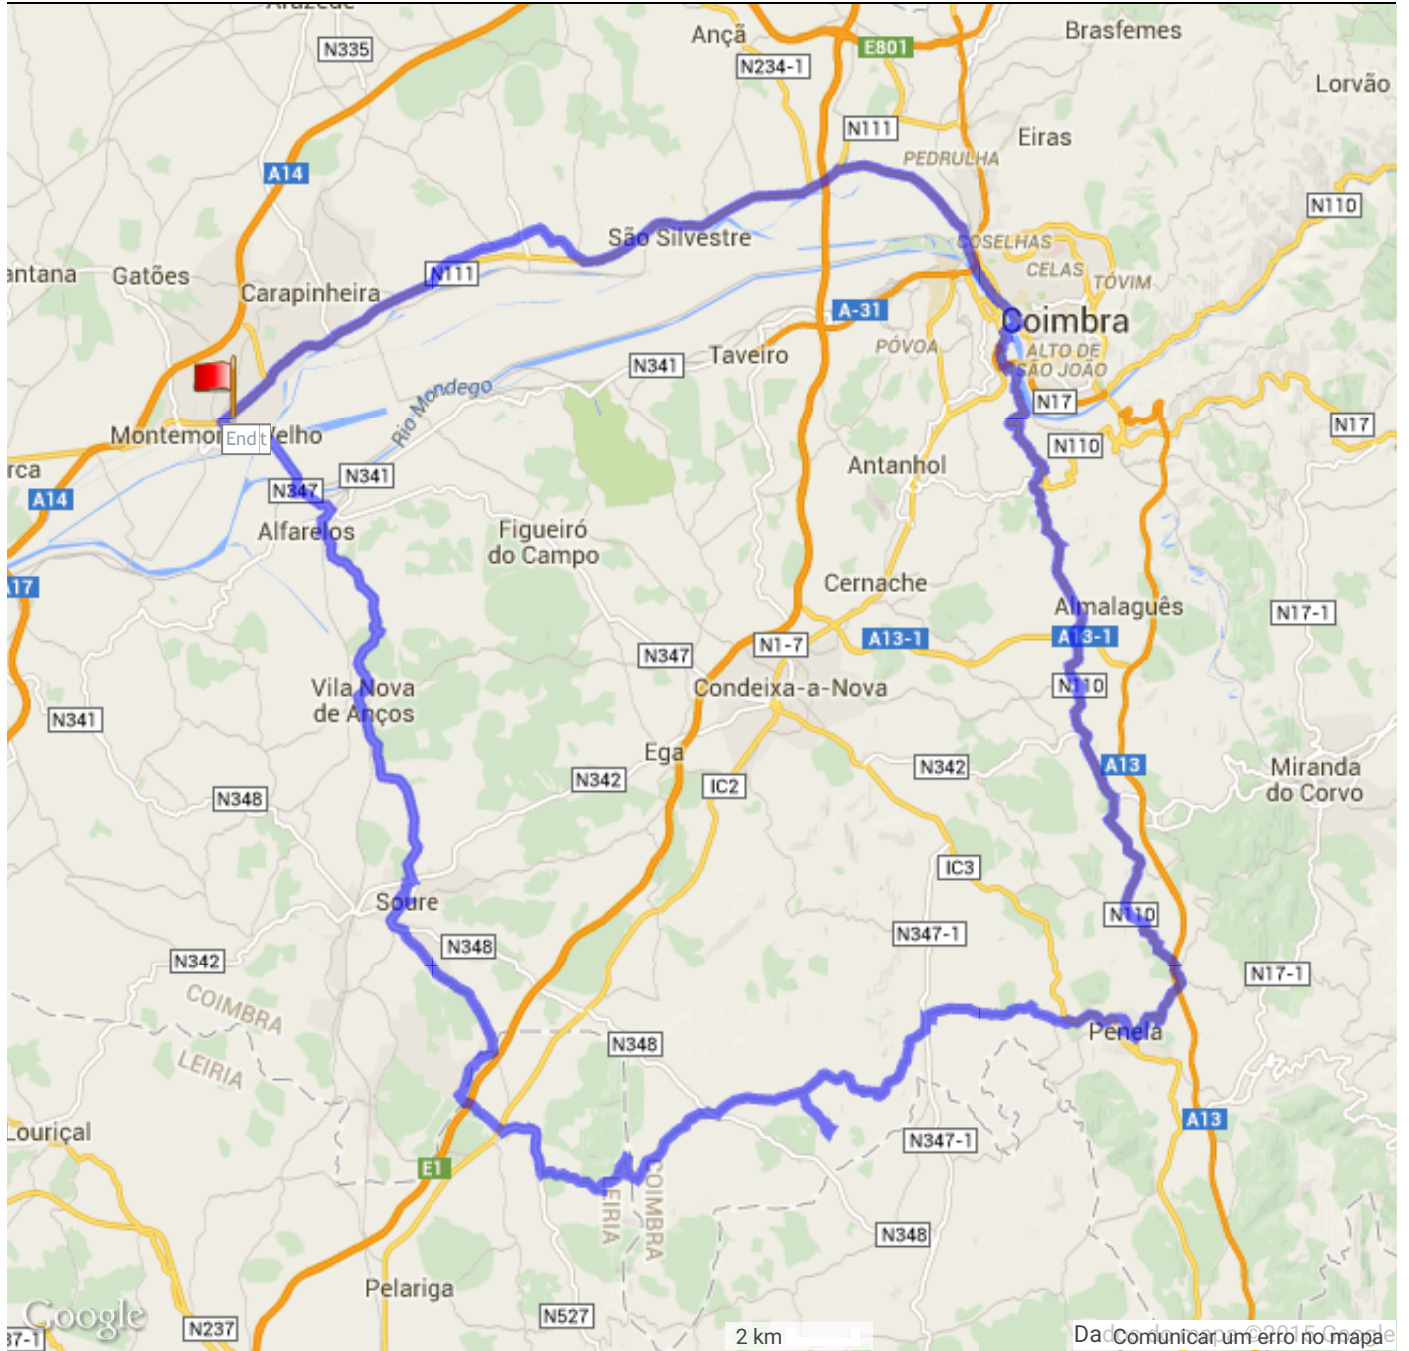 N335
Ançã
E801
Brasfemes
N234-1
Lorvão
N111
Eiras
PEDRULHA
A14
N110
São Silvestre
COSELHAS
Gatões
N111
CELAS
TÓVIM
Carapinheira
A-31
Coimbra
PÓVOA
ALTO DE
SÃO JOÃO
Taveiro
N341
Rio Mondego
N17
N17
Montemor Velho
End
N110
N341
Antanhol
N347
A14
Alfarelos
Figueiró
do Campo
Cernache
Almalaguês
N17-1
A13-1
A13-1
N1-7
N347
N110
Condeixa-a-Nova
Vila Nova
de Anços
N341
Ega
N342
A13
Miranda
do Corvo
N342
IC2
N348
IC3
Soure
N110
N347-1
N348
N342
N17-1
COIMBRA
Penela
N348
LEIRIA
A13
Louriçal
N347-1
E1
COIMBRA
LEIRIA
N348
Pelariga
Google
N527
N237
2 km
Comunicar um erro no mapa